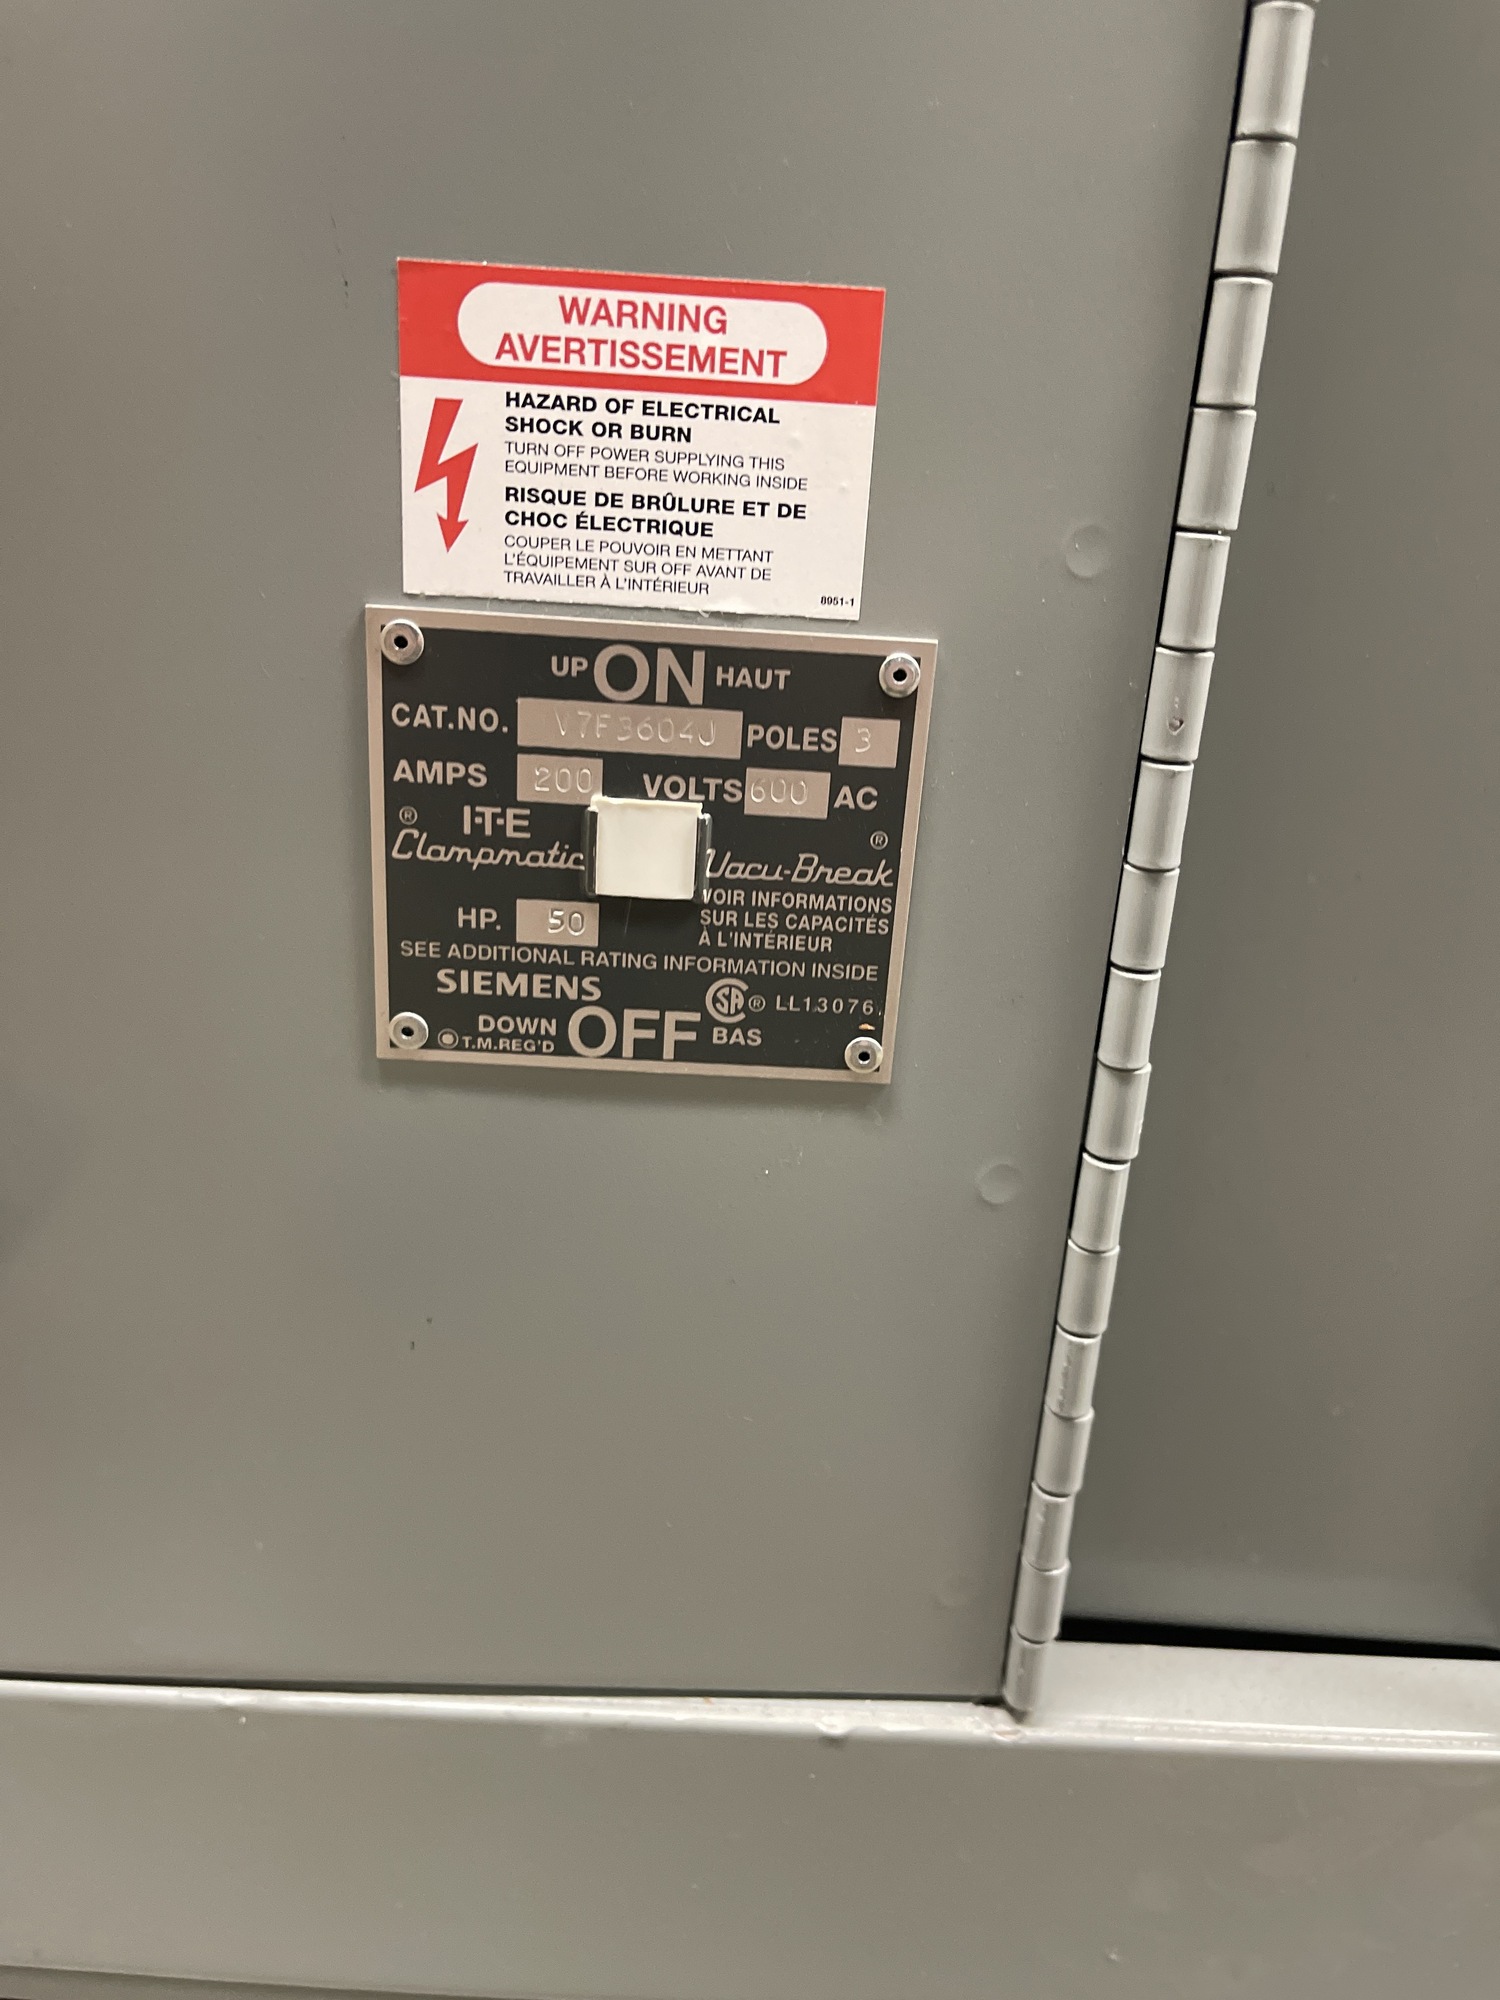 WARNING
AVERTISSEMENT
HAZARD OF ELECTRICAL
SHOCK OR BURN
TURN OFF POWER SUPPLYING THIS
EQUIPMENT BEFORE WORKING INSIDE
RISQUE DE BRÛLURE ET DE
CHOC ÉLECTRIQUE
COUPER LE POUVOIR EN METTANT
L'ÉQUIPEMENT SUR OFF AVANT DE
TRAVAILLER À L'INTÉRIEUR
8951-1
UP ON HAUT
CAT.NO. V7F3604J POLES 3
AMPS 200 VOLTS 600 AC
® I-T-E ®
Clampmatic Vacu-Break
VOIR INFORMATIONS
SUR LES CAPACITÉS
À L'INTÉRIEUR
HP. 50
SEE ADDITIONAL RATING INFORMATION INSIDE
SIEMENS
SA ® LL13076
DOWN OFF BAS
T.M.REG'D